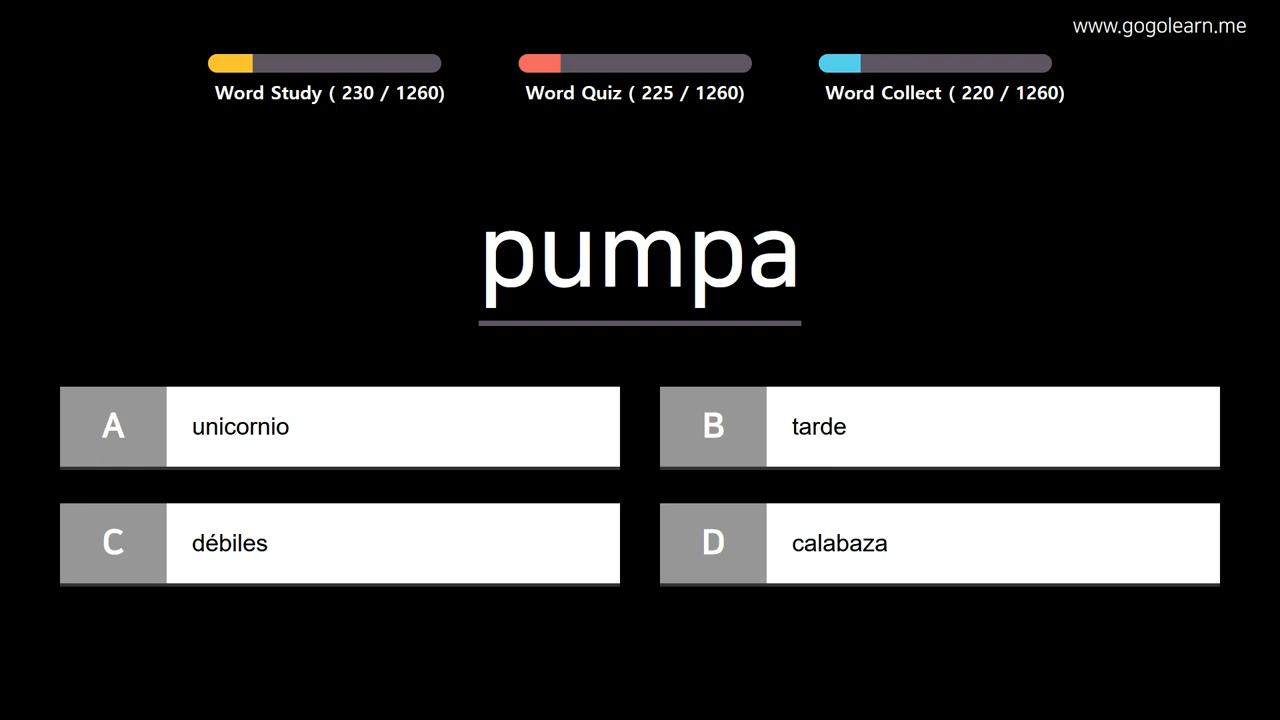 www.gogolearn.me
Word Study ( 230 / 1260)
Word Quiz ( 225 / 1260)
Word Collect ( 220 / 1260)
pumpa
A unicornio
B tarde
C débiles
D calabaza